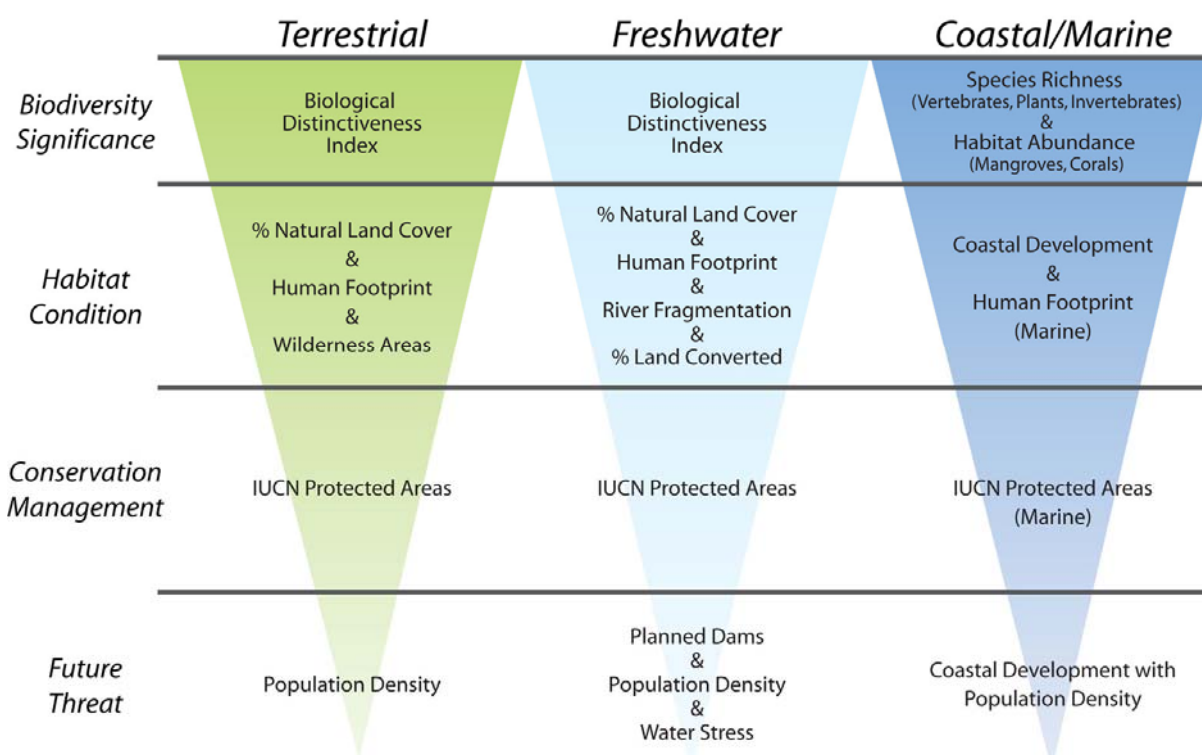 Terrestrial Freshwater Coastal/Marine
Biodiversity
Significance
Biological
Distinctiveness
Index
Biological
Distinctiveness
Index
Species Richness
(Vertebrates, Plants, Invertebrates)
&
Habitat Abundance
(Mangroves, Corals)
Habitat
Condition
% Natural Land Cover
&
Human Footprint
&
Wilderness Areas
% Natural Land Cover
&
Human Footprint
&
River Fragmentation
&
% Land Converted
Coastal Development
&
Human Footprint
(Marine)
Conservation
Management
IUCN Protected Areas
IUCN Protected Areas
IUCN Protected Areas
(Marine)
Future
Threat
Population Density
Planned Dams
&
Population Density
&
Water Stress
Coastal Development with
Population Density